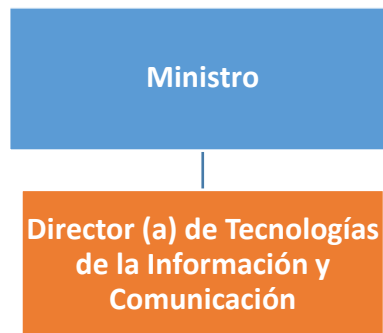 Ministro
Director (a) de Tecnologías
de la Información y
Comunicación